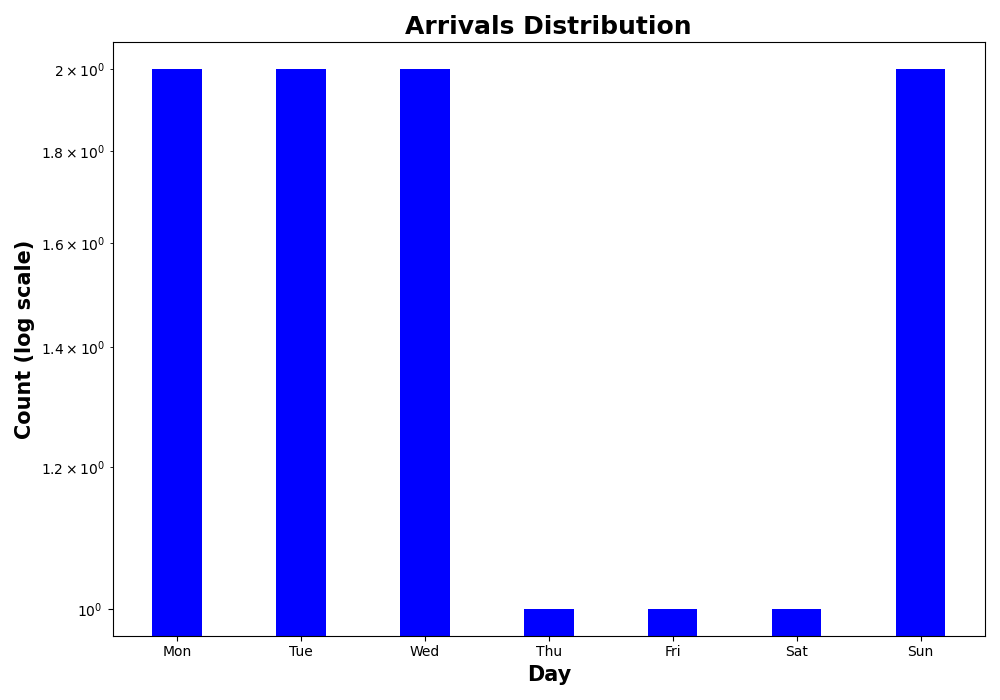 Arrivals Distribution
Count (log scale)
2 × 10⁰
1.8 × 10⁰
1.6 × 10⁰
1.4 × 10⁰
1.2 × 10⁰
10⁰
Mon Tue Wed Thu Fri Sat Sun
Day